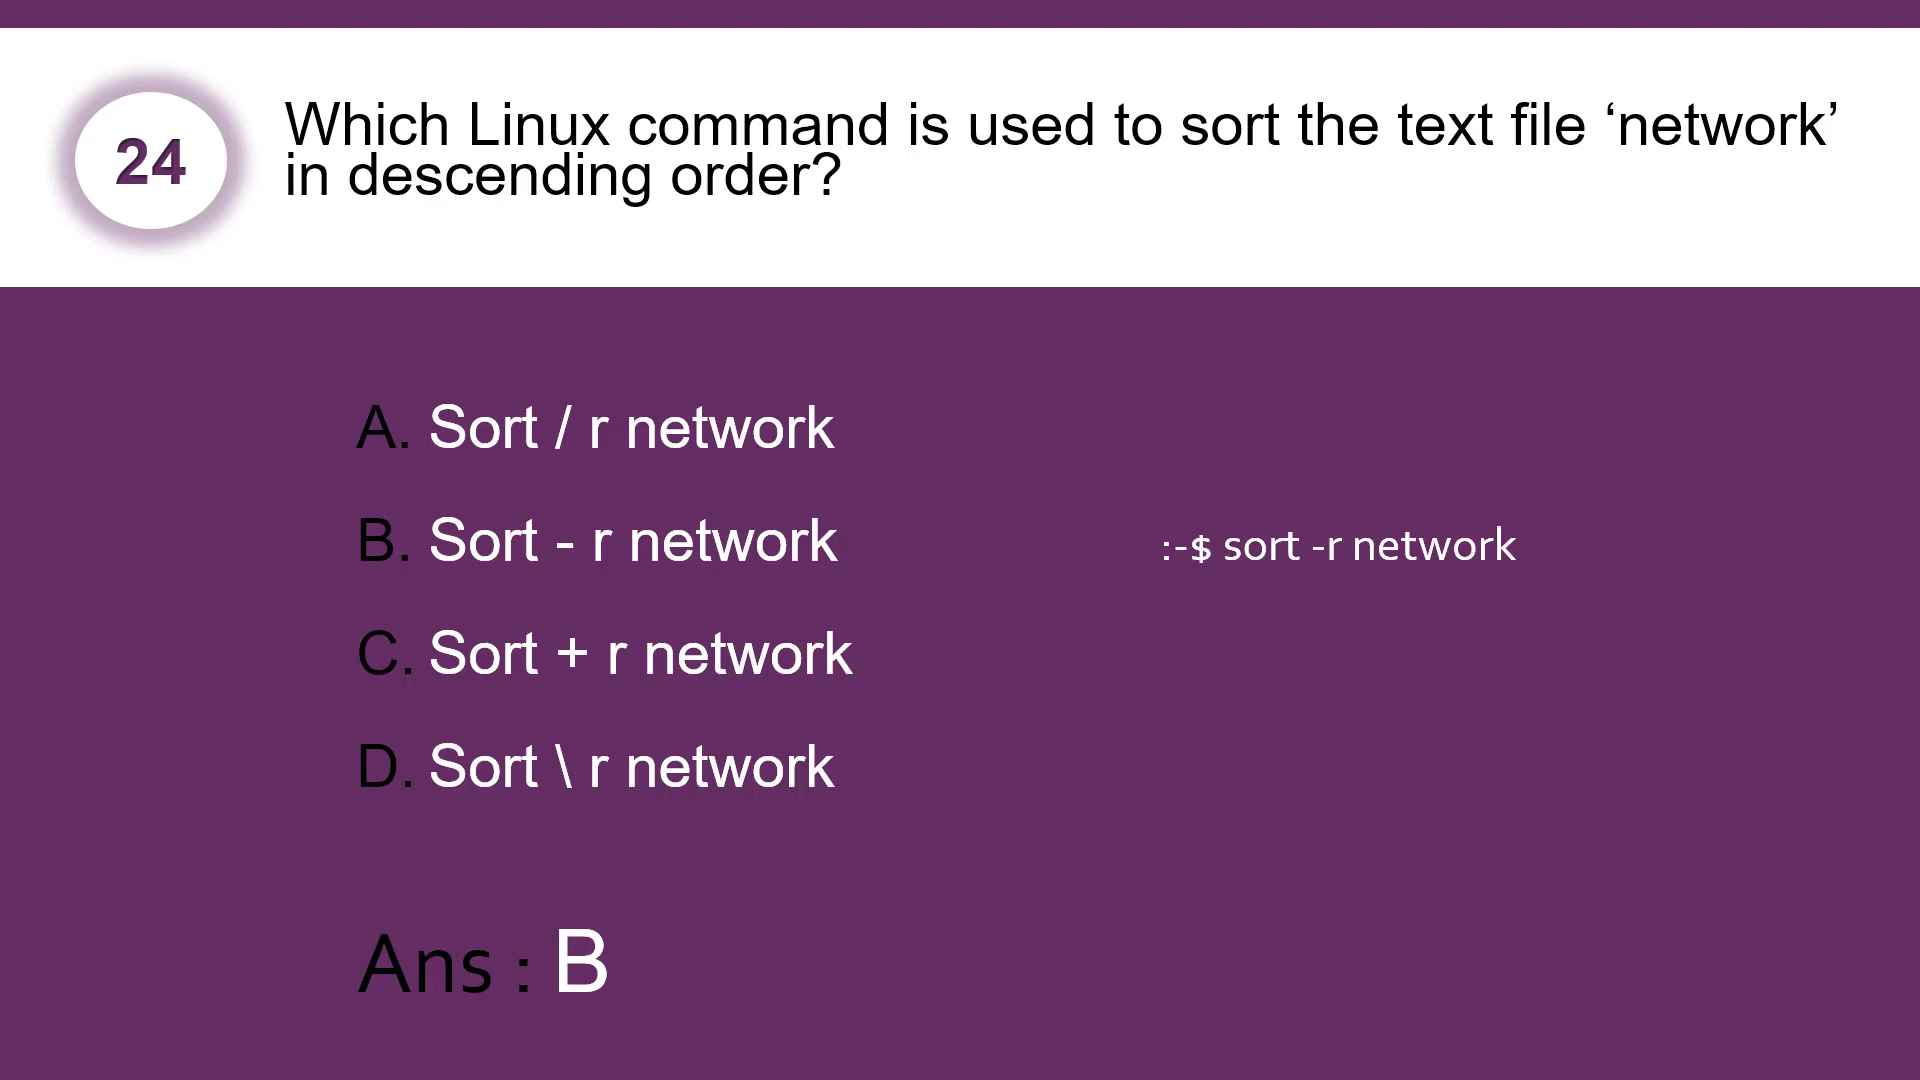 24
Which Linux command is used to sort the text file ‘network’
in descending order?
A. Sort / r network
B. Sort - r network
:-$ sort -r network
C. Sort + r network
D. Sort \ r network
Ans : B